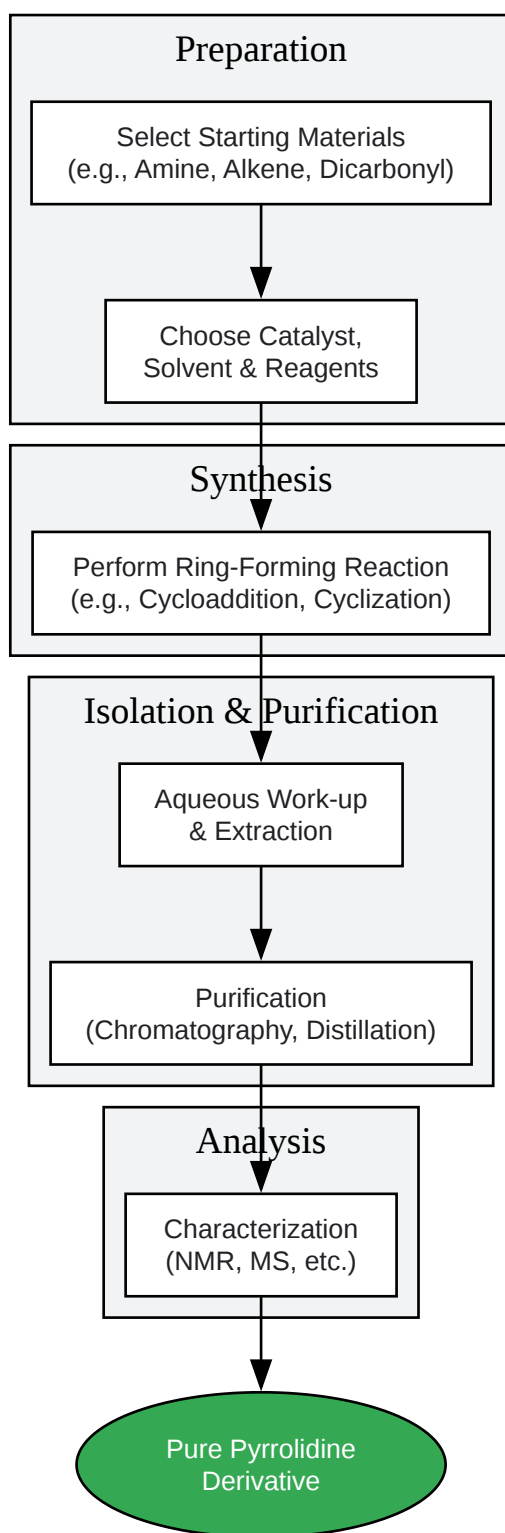 Preparation
Select Starting Materials
(e.g., Amine, Alkene, Dicarbonyl)
Choose Catalyst,
Solvent & Reagents
Synthesis
Perform Ring-Forming Reaction
(e.g., Cycloaddition, Cyclization)
Isolation & Purification
Aqueous Work-up
& Extraction
Purification
(Chromatography, Distillation)
Analysis
Characterization
(NMR, MS, etc.)
Pure Pyrrolidine
Derivative